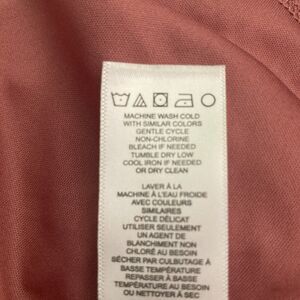 MACHINE WASH COLD
WITH SIMILAR COLORS
GENTLE CYCLE
NON-CHLORINE
BLEACH IF NEEDED
TUMBLE DRY LOW
COOL IRON IF NEEDED
OR DRY CLEAN
LAVER À LA
MACHINE À L'EAU FROIDE
AVEC COULEURS
SIMILAIRES
CYCLE DÉLICAT
UTILISER SEULEMENT
UN AGENT DE
BLANCHIMENT NON
CHLORÉ AU BESOIN
SÉCHER PAR CULBUTAGE À
BASSE TEMPÉRATURE
REPASSER À BASSE
TEMPÉRATURE AU BESOIN
OU NETTOYER À SEC